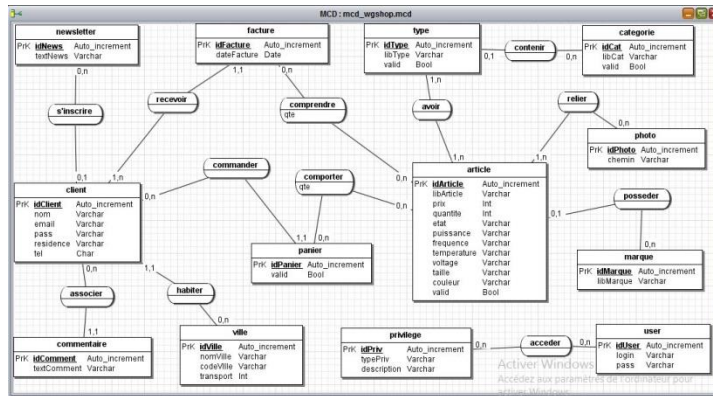 MCD : mcd_wgshop.mcd
newsletter
PrK idNews Auto_increment
textNews Varchar
facture
PrK idFacture Auto_increment
dateFacture Date
type
PrK idType Auto_increment
libType Varchar
valid Bool
categorie
PrK idCat Auto_increment
libCat Varchar
valid Bool
contenir
0,1
0,n
0,n
s'inscrire
0,1
1,1
recevoir
1,n
0,n
comprendre
qte
0,n
1,n
avoir
1,n
relier
1,n
0,n
photo
PrK idPhoto Auto_increment
chemin Varchar
client
PrK idClient Auto_increment
nom Varchar
email Varchar
pass Varchar
residence Varchar
tel Char
commander
0,n
1,1
comporter
qte
0,n
0,n
article
PrK idArticle Auto_increment
libArticle Varchar
prix Int
quantite Int
etat Varchar
puissance Varchar
frequence Varchar
temperature Varchar
voltage Varchar
taille Varchar
couleur Varchar
valid Bool
posseder
0,1
0,n
panier
PrK idPanier Auto_increment
valid Bool
marque
PrK idMarque Auto_increment
libMarque Varchar
0,n
associer
1,1
1,1
habiter
0,n
commentaire
PrK idComment Auto_increment
textComment Varchar
ville
PrK idVille Auto_increment
nomVille Varchar
codeVille Varchar
transport Int
privilege
PrK idPriv Auto_increment
typePriv Varchar
description Varchar
0,n
acceder
0,n
user
PrK idUser Auto_increment
login Varchar
pass Varchar
Activer Windows
Accédez aux paramètres de l'ordinateur pour
activer Windows.